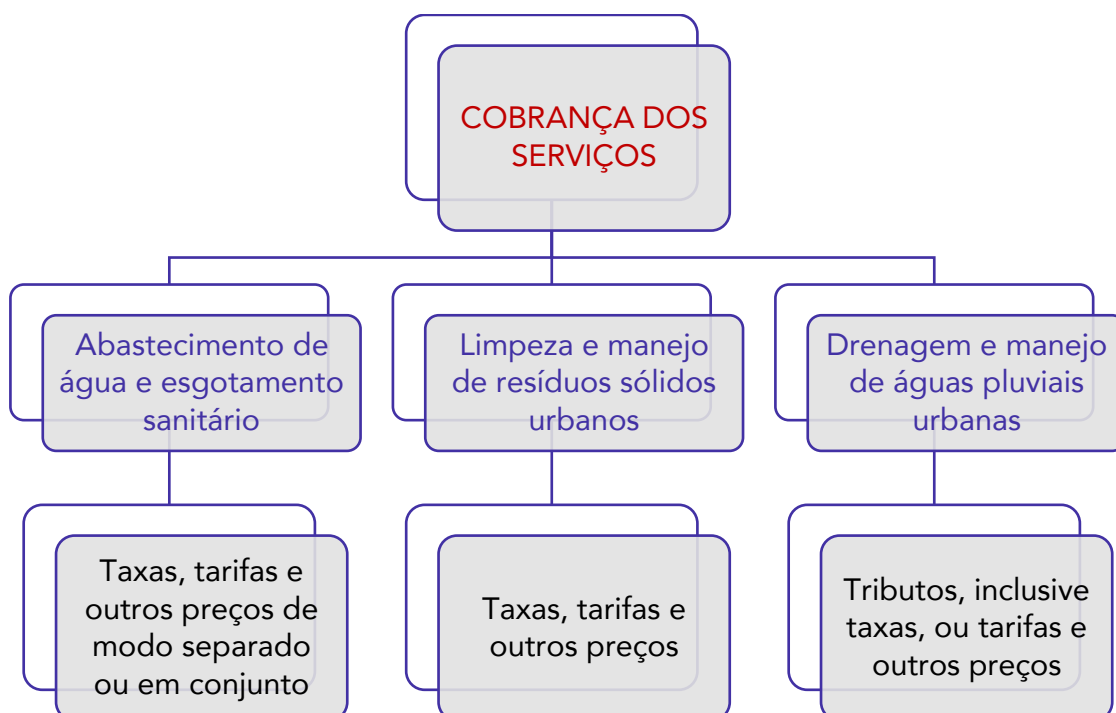 COBRANÇA DOS
SERVIÇOS
Abastecimento de
água e esgotamento
sanitário
Limpeza e manejo
de resíduos sólidos
urbanos
Drenagem e manejo
de águas pluviais
urbanas
Taxas, tarifas e
outros preços de
modo separado
ou em conjunto
Taxas, tarifas e
outros preços
Tributos, inclusive
taxas, ou tarifas e
outros preços